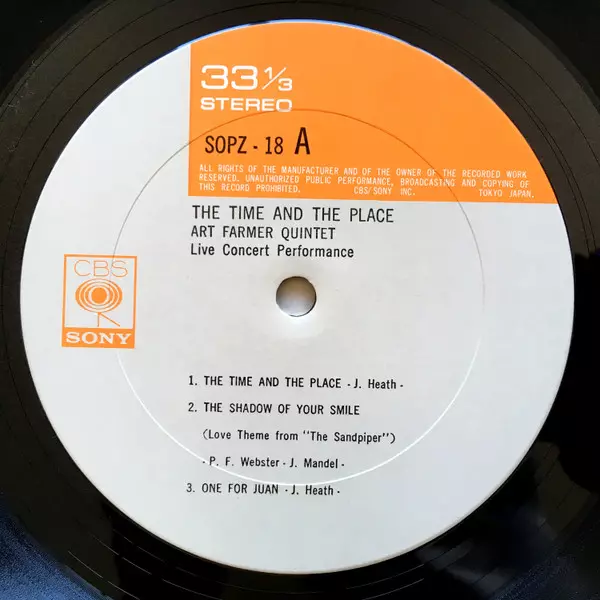 33 1/3
STEREO
SOPZ - 18 A
ALL RIGHTS OF THE MANUFACTURER AND OF THE OWNER OF THE RECORDED WORK
RESERVED. UNAUTHORIZED PUBLIC PERFORMANCE, BROADCASTING AND COPYING OF
THIS RECORD PROHIBITED. CBS/SONY INC. TOKYO JAPAN.
THE TIME AND THE PLACE
ART FARMER QUINTET
Live Concert Performance
CBS
SONY
1. THE TIME AND THE PLACE - J. Heath -
2. THE SHADOW OF YOUR SMILE
(Love Theme from "The Sandpiper")
- P. F. Webster - J. Mandel -
3. ONE FOR JUAN - J. Heath -